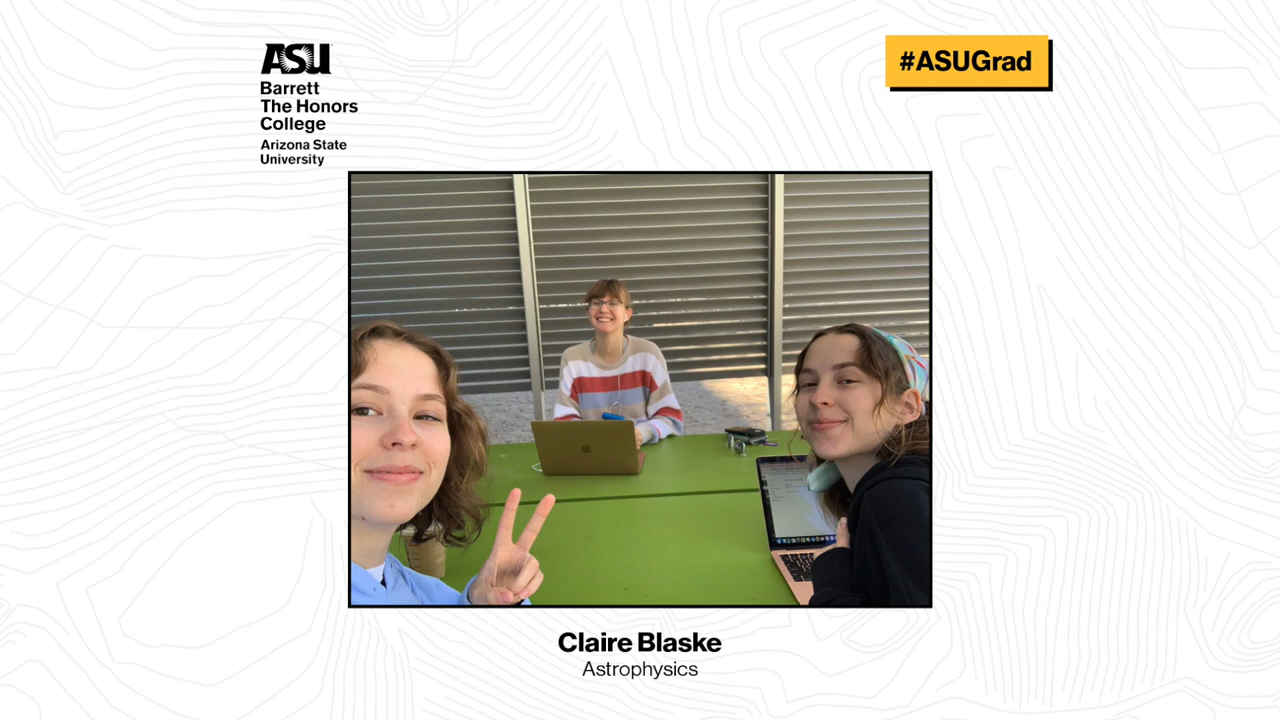 ASU
Barrett
The Honors
College
Arizona State
University
#ASUGrad
Claire Blaske
Astrophysics